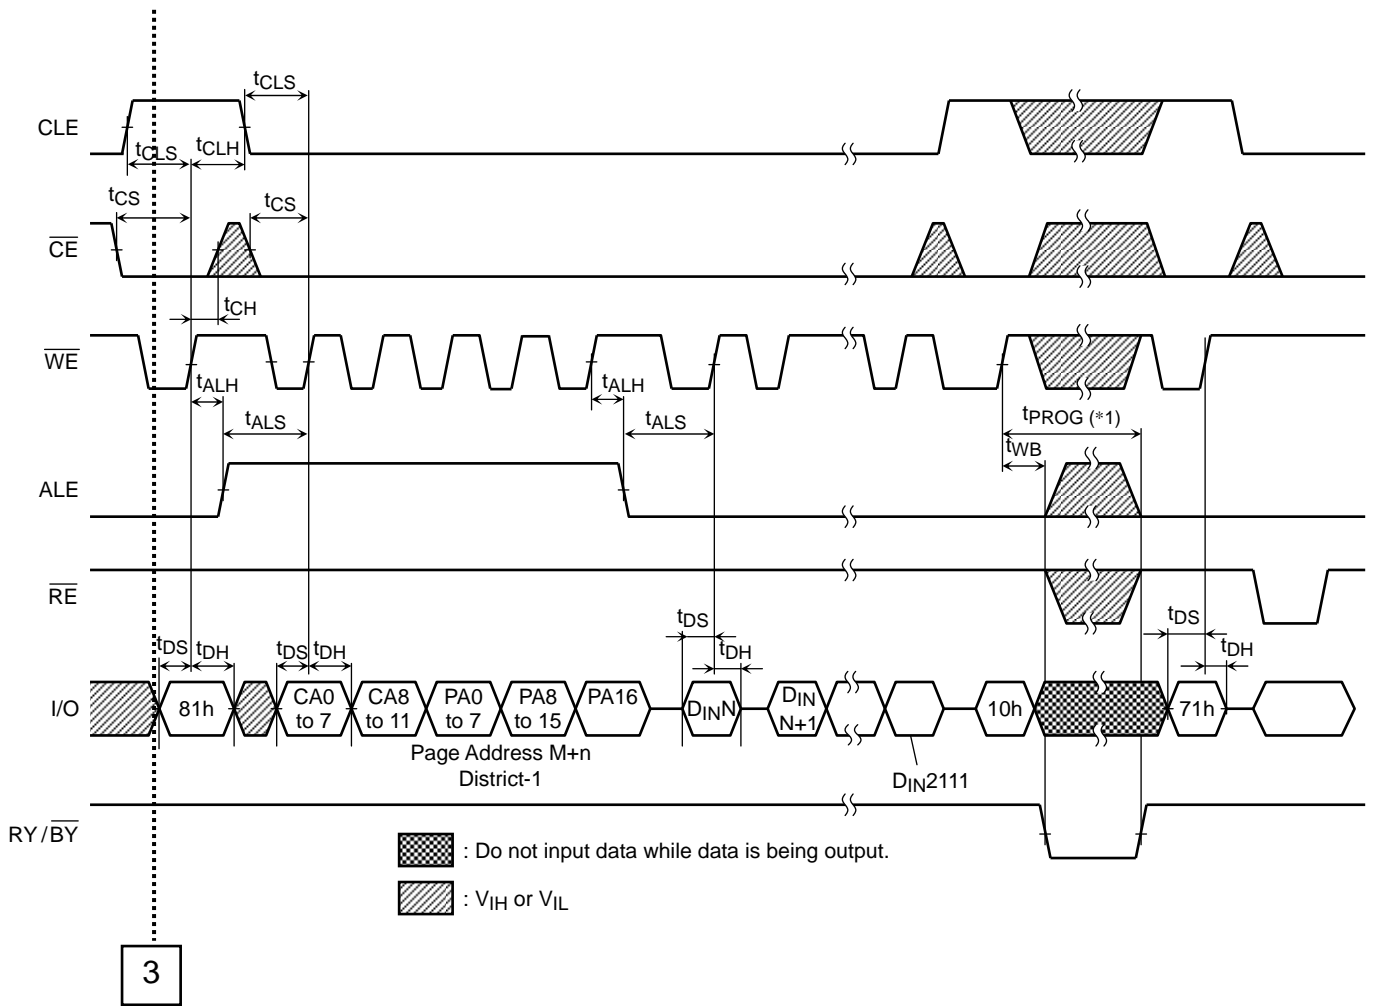 tCLS
CLE
tCLS
tCLH
tCS
tCS
CE
tCH
WE
tALH
tALH
tALS
tALS
tPROG (*1)
tWB
ALE
RE
tDS
tDH
tDS
tDH
tDS
tDH
tDS
tDH
I/O
81h
CA0
to 7
CA8
to 11
PA0
to 7
PA8
to 15
PA16
DINN
DIN
N+1
10h
71h
Page Address M+n
District-1
DIN2111
RY/BY
: Do not input data while data is being output.
: VIH or VIL
3